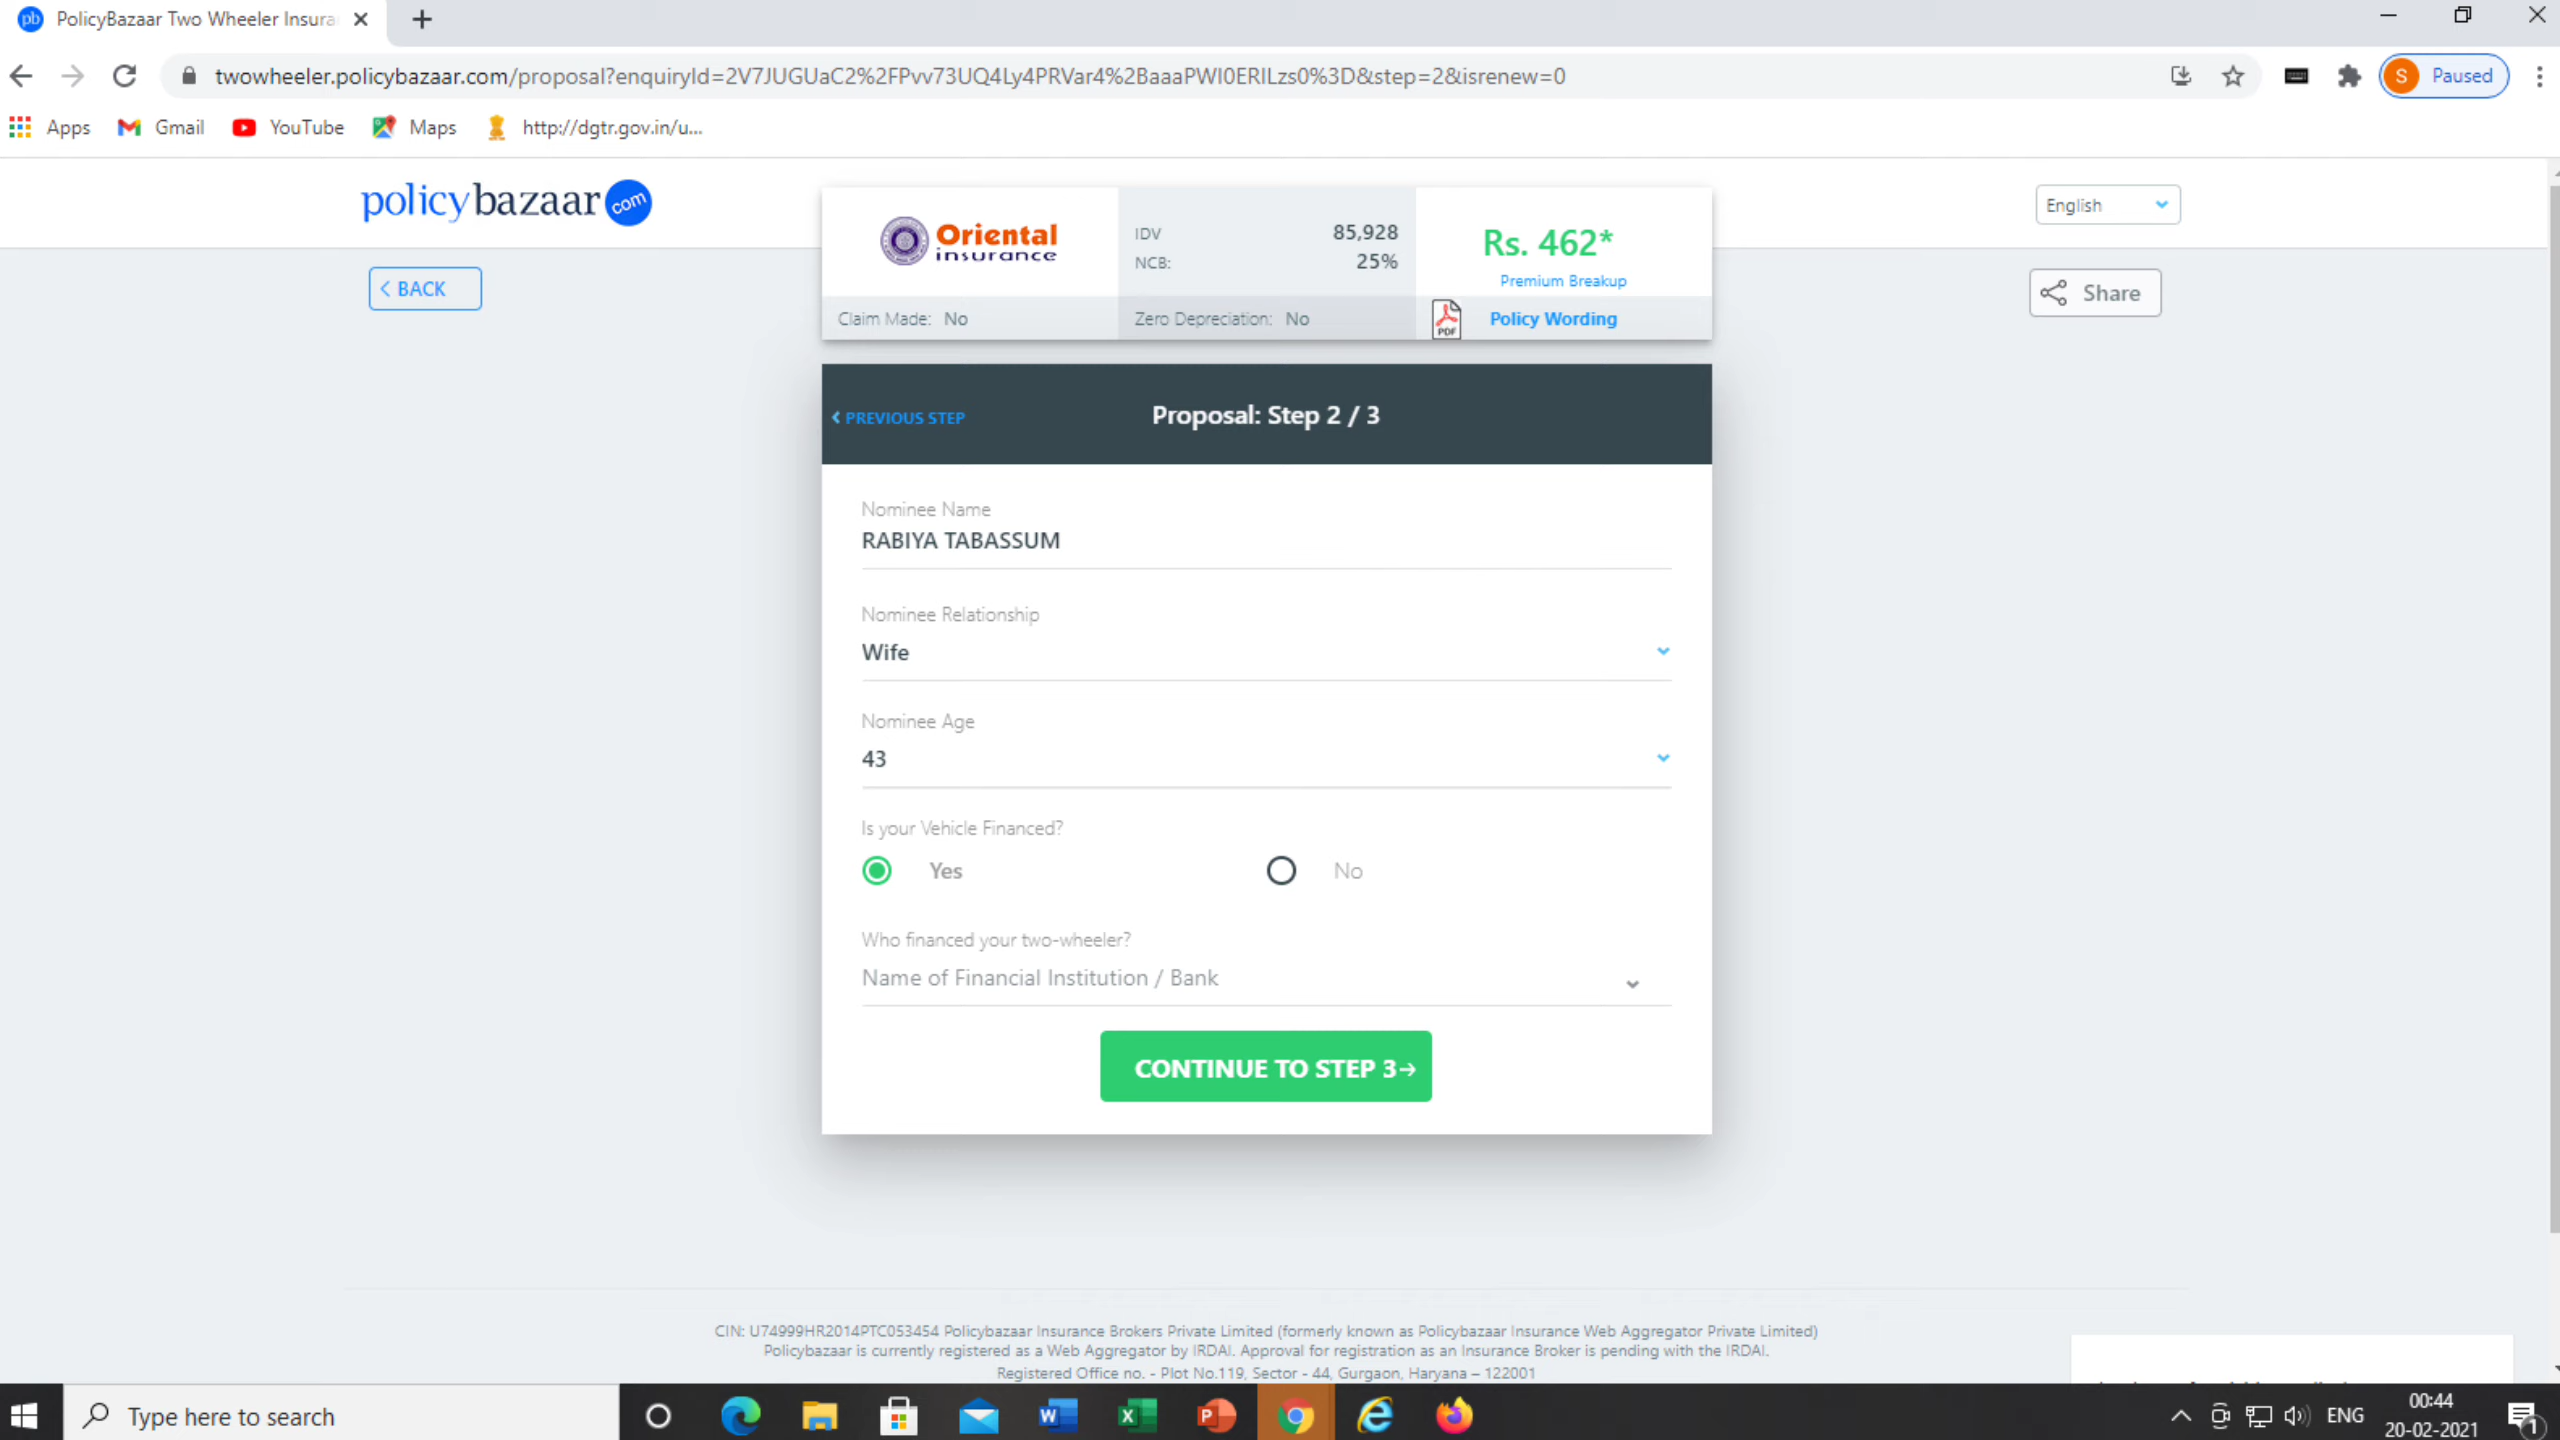 pb PolicyBazaar Two Wheeler Insura
twowheeler.policybazaar.com/proposal?enquiryId=2V7JUGUaC2%2FPvv73UQ4Ly4PRVar4%2BaaaPWI0ERILzs0%3D&step=2&isrenew=0
S Paused
Apps Gmail YouTube Maps http://dgtr.gov.in/u...
policybazaar com
English
BACK
Share
Oriental
insurance
IDV 85,928
NCB: 25%
Rs. 462*
Premium Breakup
Claim Made: No
Zero Depreciation: No
PDF Policy Wording
PREVIOUS STEP
Proposal: Step 2 / 3
Nominee Name
RABIYA TABASSUM
Nominee Relationship
Wife
Nominee Age
43
Is your Vehicle Financed?
Yes No
Who financed your two-wheeler?
Name of Financial Institution / Bank
CONTINUE TO STEP 3→
CIN: U74999HR2014PTC053454 Policybazaar Insurance Brokers Private Limited (formerly known as Policybazaar Insurance Web Aggregator Private Limited)
Policybazaar is currently registered as a Web Aggregator by IRDAI. Approval for registration as an Insurance Broker is pending with the IRDAI.
Registered Office no. - Plot No.119, Sector - 44, Gurgaon, Haryana – 122001
Type here to search
ENG
00:44
20-02-2021
1